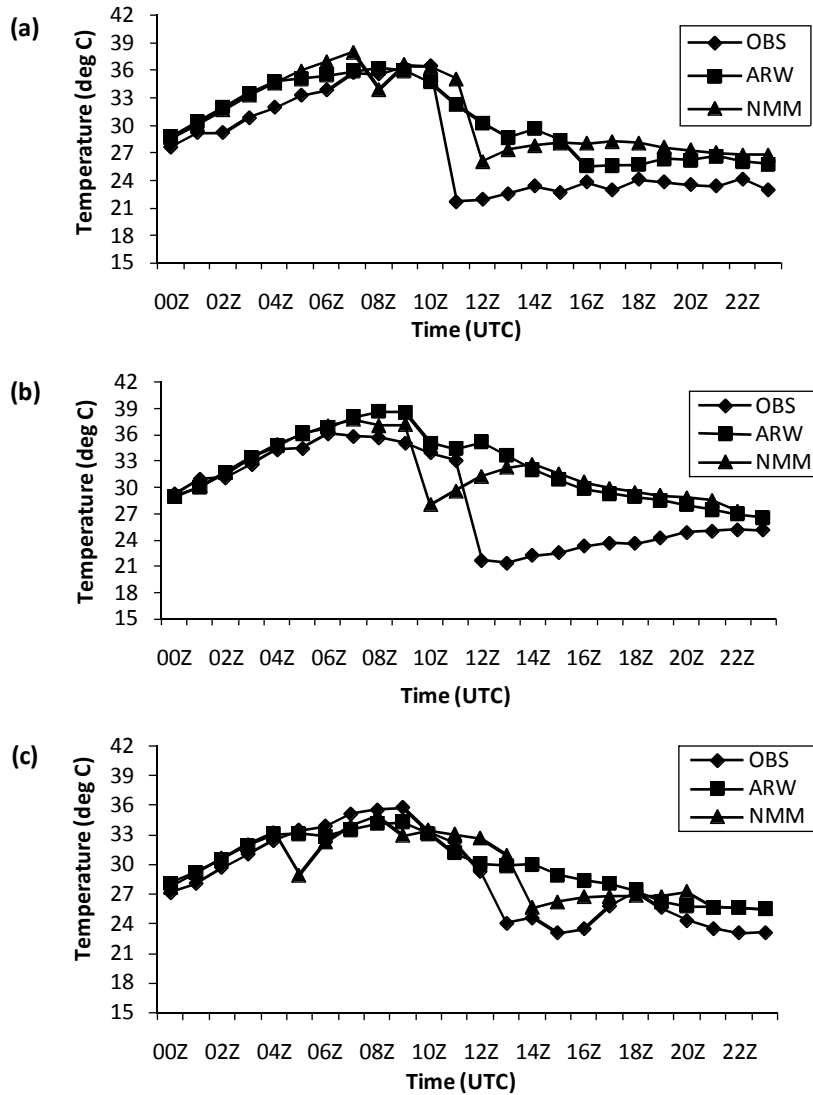 (a)
Temperature (deg C)
42
39
36
33
30
27
24
21
18
15
00Z 02Z 04Z 06Z 08Z 10Z 12Z 14Z 16Z 18Z 20Z 22Z
Time (UTC)
OBS
ARW
NMM
(b)
Temperature (deg C)
42
39
36
33
30
27
24
21
18
15
00Z 02Z 04Z 06Z 08Z 10Z 12Z 14Z 16Z 18Z 20Z 22Z
Time (UTC)
OBS
ARW
NMM
(c)
Temperature (deg C)
42
39
36
33
30
27
24
21
18
15
00Z 02Z 04Z 06Z 08Z 10Z 12Z 14Z 16Z 18Z 20Z 22Z
Time (UTC)
OBS
ARW
NMM